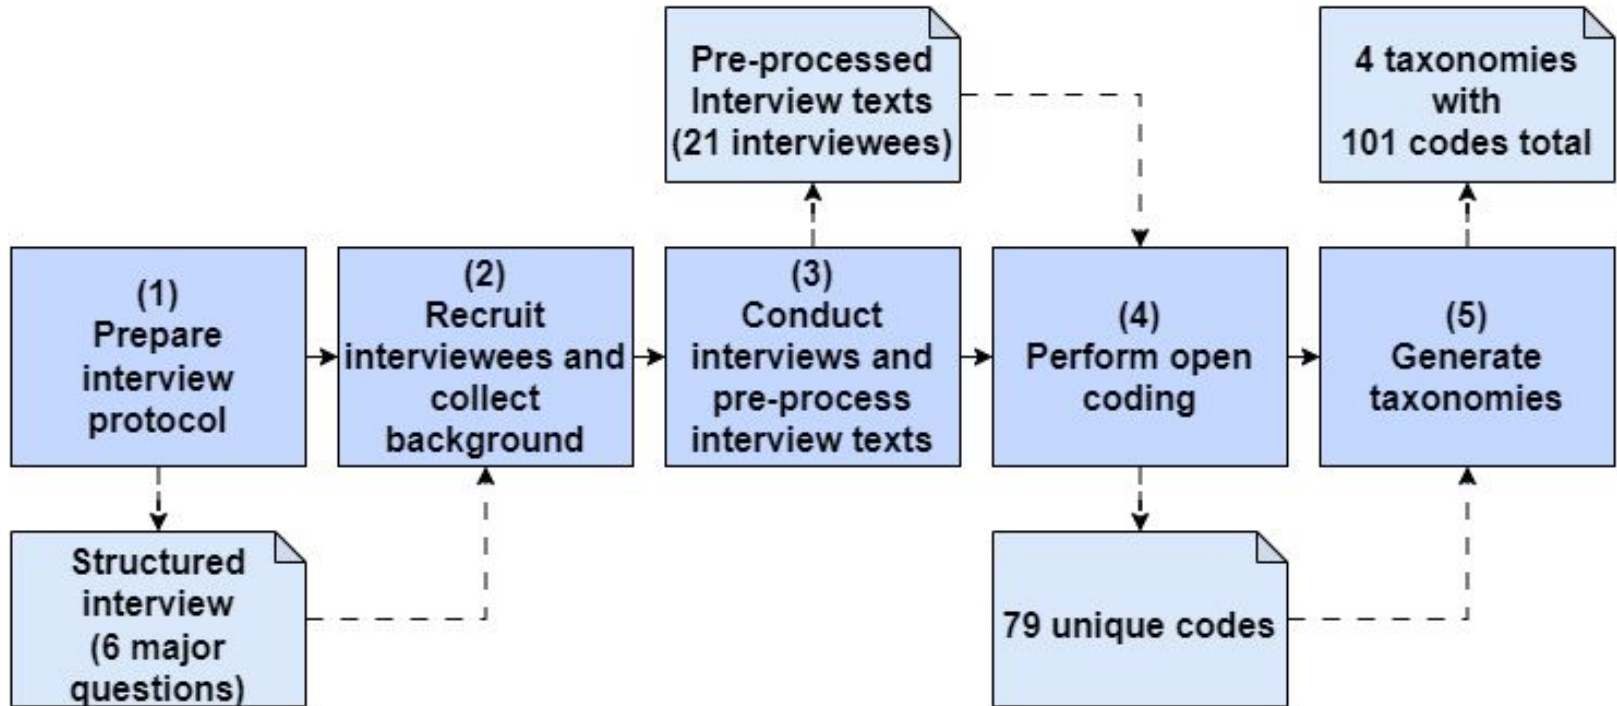 Pre-processed
Interview texts
(21 interviewees)
4 taxonomies
with
101 codes total
(1)
Prepare
interview
protocol
(2)
Recruit
interviewees and
collect
background
(3)
Conduct
interviews and
pre-process
interview texts
(4)
Perform open
coding
(5)
Generate
taxonomies
Structured
interview
(6 major
questions)
79 unique codes